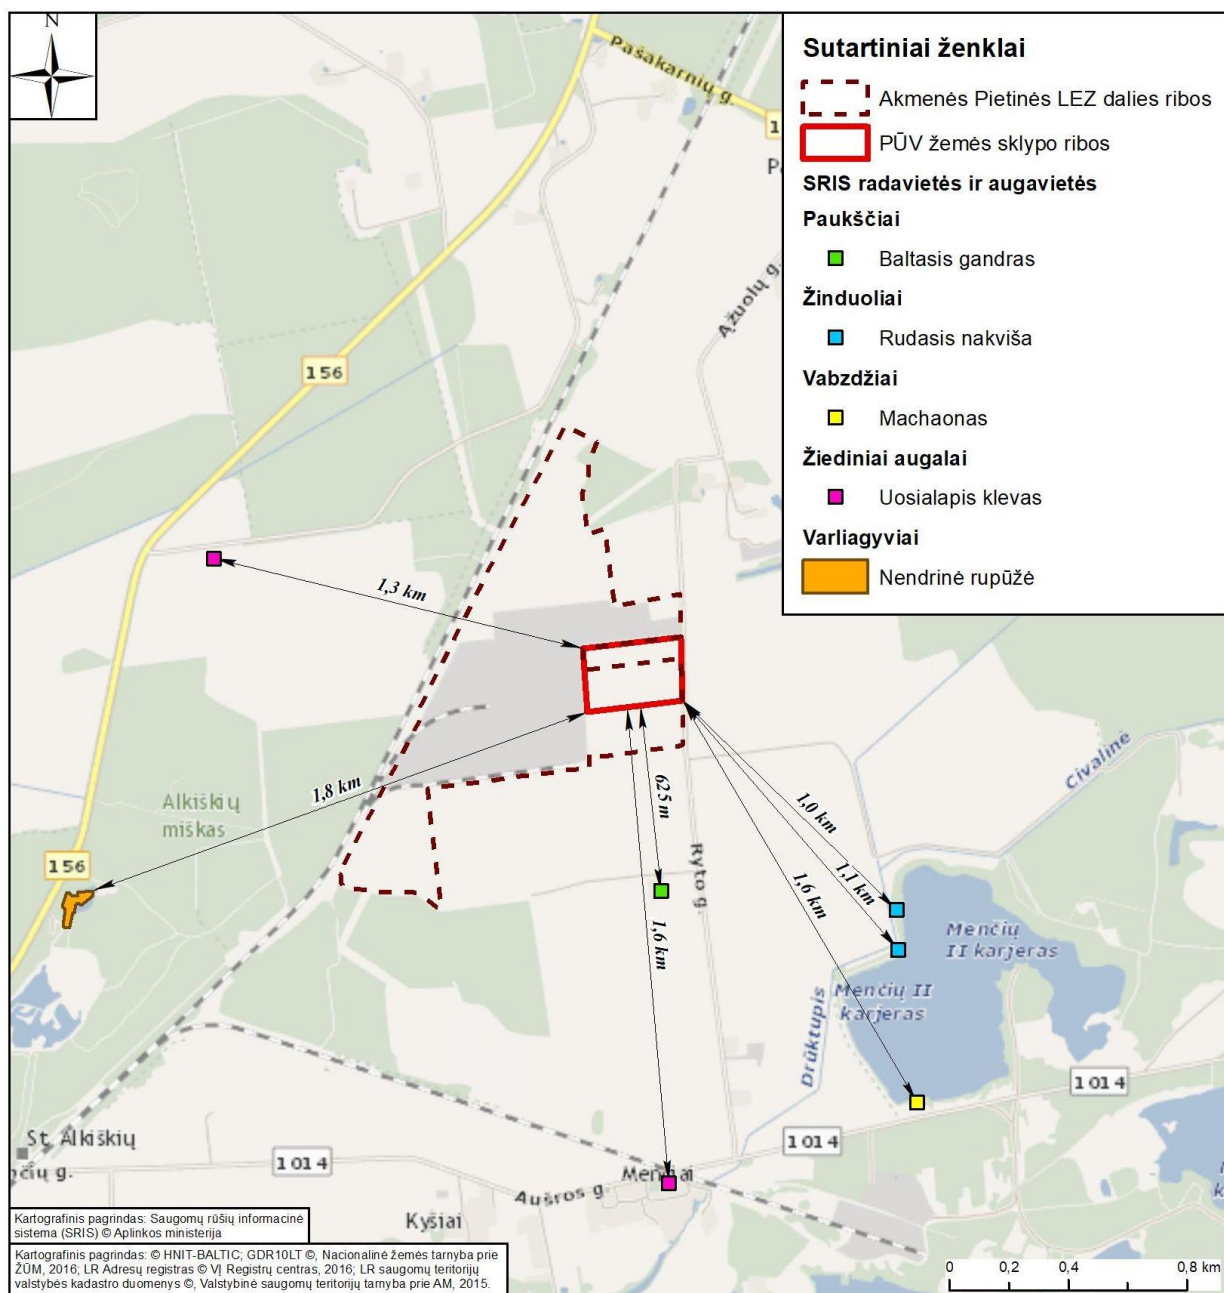 N
Pašakarnių g.
Sutartiniai ženklai
Akmenės Pietinės LEZ dalies ribos
PŪV žemės sklypo ribos
SRIS radavietės ir augavietės
Paukščiai
Baltasis gandras
Žinduoliai
Rudasis nakviša
Vabzdžiai
Machaonas
Žiediniai augalai
Uosialapis klevas
Varliagyviai
Nendrinė rupūžė
Ąžuolų g.
156
1,3 km
1,8 km
625 m
1,0 km
1,1 km
1,6 km
Civalinė
Alkiškių
miškas
156
Ryto g.
1,6 km
Menčių
II karjeras
Menčių II
karjeras
Drūktupis
1014
1014
St. Alkiškių
1014
Menčiai
Aušros g.
Kyšiai
Kartografinis pagrindas: Saugomų rūšių informacinė
sistema (SRIS) © Aplinkos ministerija
Kartografinis pagrindas: © HNIT-BALTIC; GDR10LT ©, Nacionalinė žemės tarnyba prie
ŽŪM, 2016; LR Adresų registras © VĮ Registrų centras, 2016; LR saugomų teritorijų
valstybės kadastro duomenys ©, Valstybinė saugomų teritorijų tarnyba prie AM, 2015.
0 0,2 0,4 0,8 km